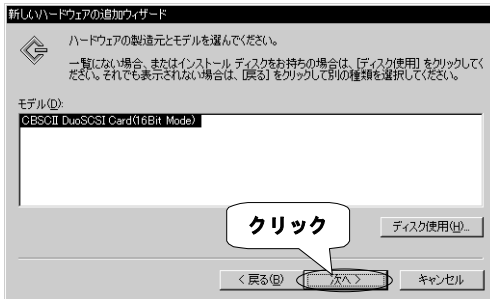 新しいハードウェアの追加ウィザード
ハードウェアの製造元とモデルを選んでください。
一覧にない場合、またはインストール ディスクをお持ちの場合は、[ディスク使用] をクリックしてく
ださい。それでも表示されない場合は、[戻る] をクリックして別の種類を選択してください。
モデル(D):
CBSCII DuoSCSI Card(16Bit Mode)
クリック
ディスク使用(H)...
< 戻る(B)
次へ >
キャンセル